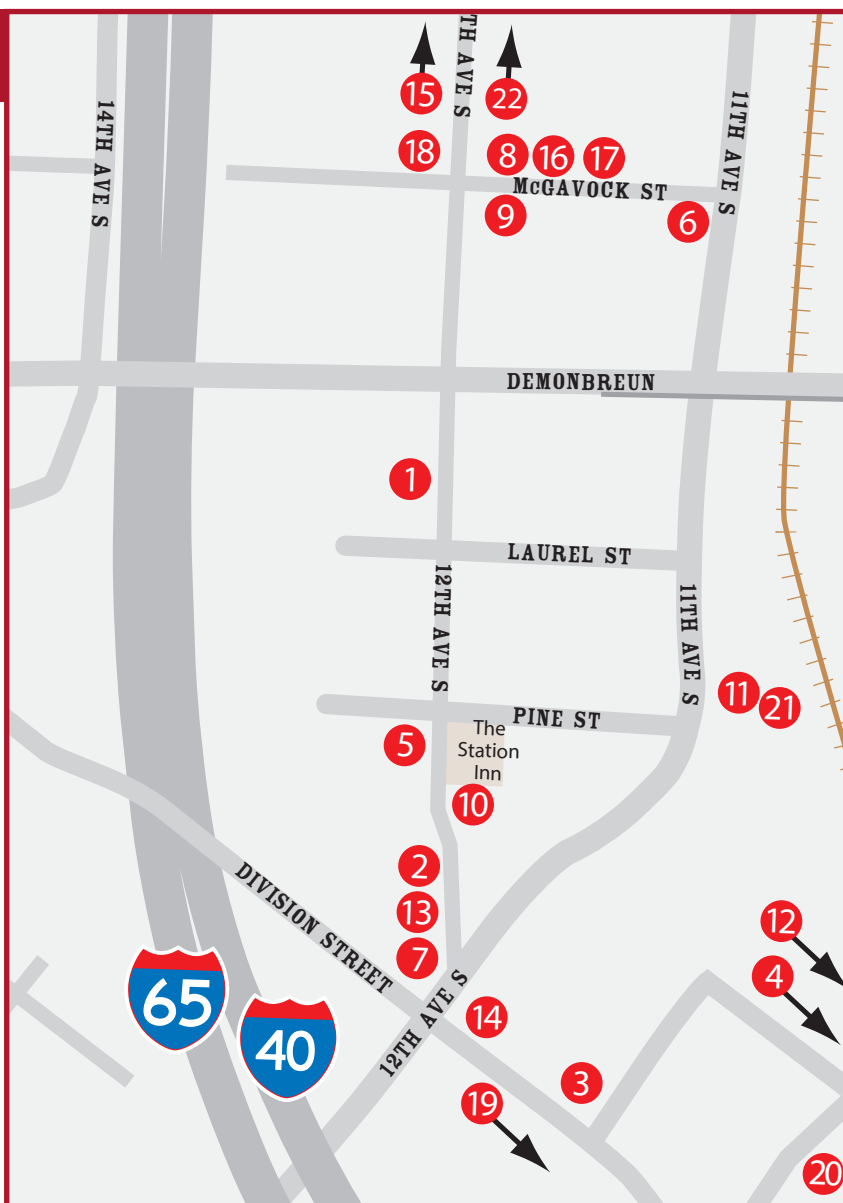 TH AVE S
15
22
14TH AVE S
11TH AVE S
18
8
16
17
McGAVOCK ST
9
6
DEMONBREUN
1
LAUREL ST
12TH AVE S
11TH AVE S
11
21
PINE ST
5
The
Station
Inn
10
2
DIVISION STREET
13
12
7
4
65
40
12TH AVE S
14
3
19
20